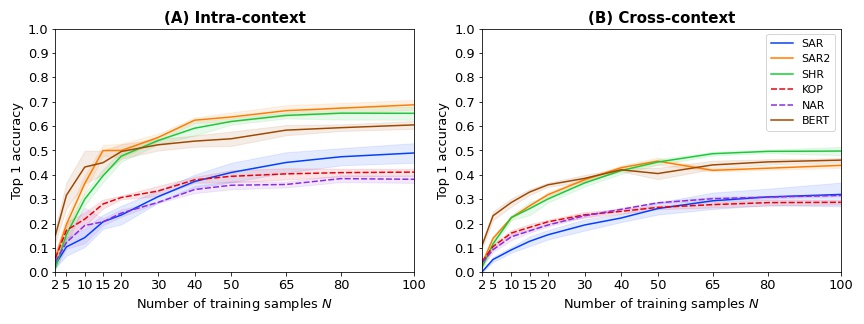 (A) Intra-context
Top 1 accuracy
1.0
0.9
0.8
0.7
0.6
0.5
0.4
0.3
0.2
0.1
0.0
2 5 10 15 20 30 40 50 65 80 100
Number of training samples N
(B) Cross-context
Top 1 accuracy
1.0
0.9
0.8
0.7
0.6
0.5
0.4
0.3
0.2
0.1
0.0
SAR
SAR2
SHR
KOP
NAR
BERT
2 5 10 15 20 30 40 50 65 80 100
Number of training samples N